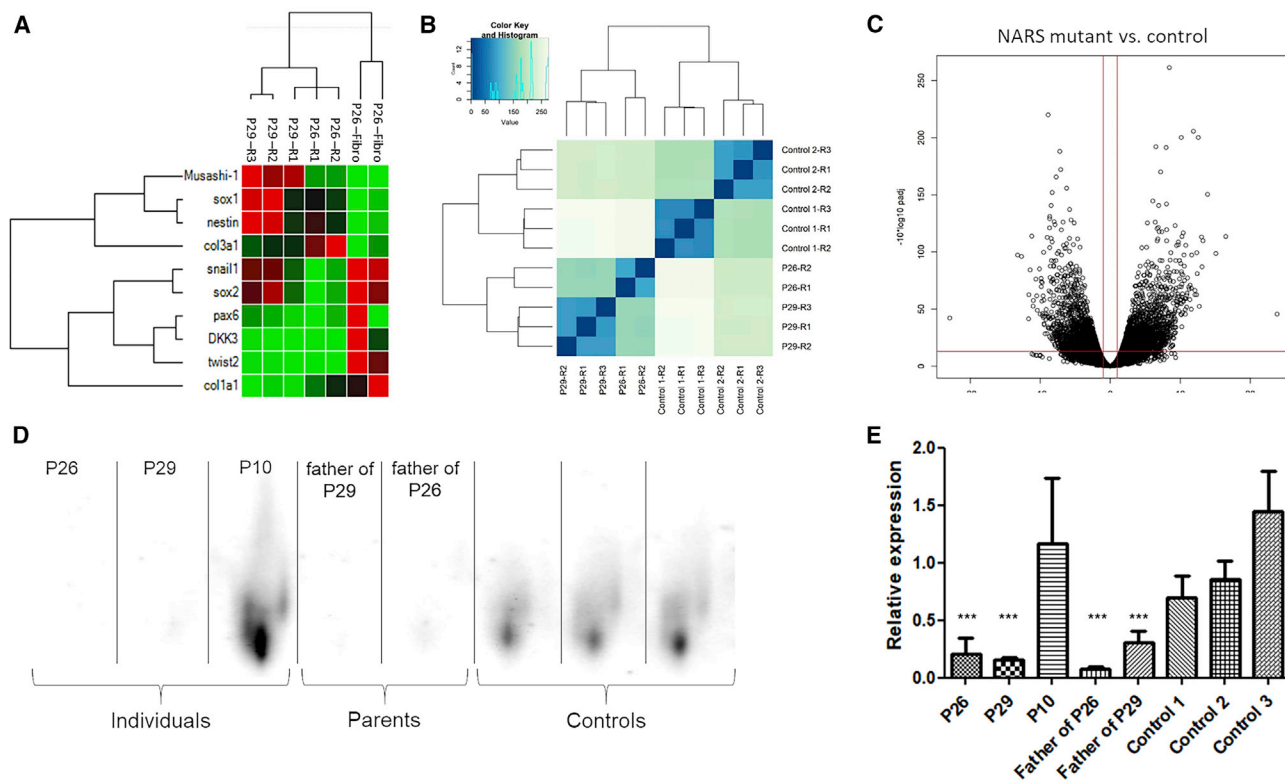 A
P29-R3
P29-R2
P29-R1
P26-R1
P26-R2
P26-Fibro
P26-Fibro
Musashi-1
sox1
nestin
col3a1
snail1
sox2
pax6
DKK3
twist2
col1a1
B
Color Key
and Histogram
Count
0 4 8 12
0 50 150 250
Value
Control 2-R3
Control 2-R1
Control 2-R2
Control 1-R3
Control 1-R1
Control 1-R2
P26-R2
P26-R1
P29-R3
P29-R1
P29-R2
P29-R2
P29-R1
P29-R3
P26-R1
P26-R2
Control 1-R2
Control 1-R1
Control 1-R3
Control 2-R2
Control 2-R1
Control 2-R3
C
NARS mutant vs. control
-10*log10 padj
250
200
150
100
50
0
D
P26
P29
P10
father of
P29
father of
P26
Individuals
Parents
Controls
E
Relative expression
2.0
1.5
1.0
0.5
0.0
*** *** *** ***
P26
P29
P10
Father of P26
Father of P29
Control 1
Control 2
Control 3